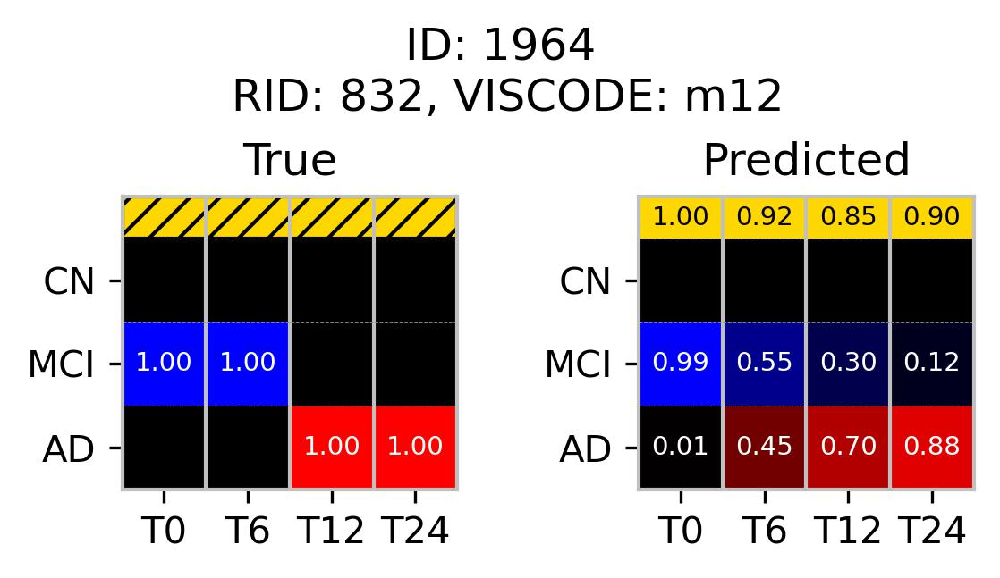 ID: 1964
RID: 832, VISCODE: m12
True
Predicted
CN
MCI 1.00 1.00
AD 1.00 1.00
T0 T6 T12 T24
1.00 0.92 0.85 0.90
CN
MCI 0.99 0.55 0.30 0.12
AD 0.01 0.45 0.70 0.88
T0 T6 T12 T24